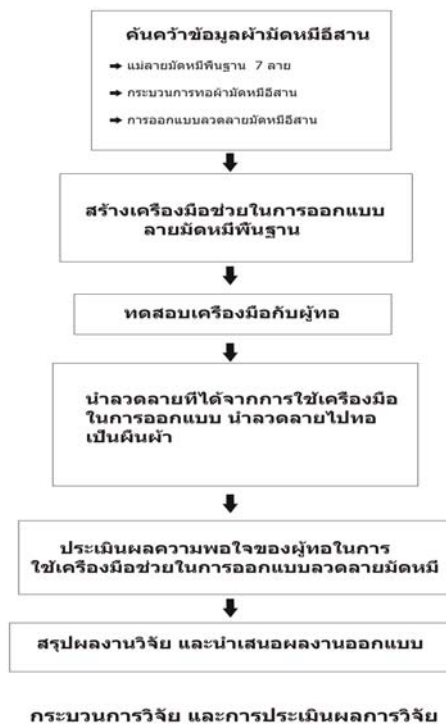 ค้นคว้าข้อมูลผ้ามัดหมี่อีสาน
➡ แม่ลายมัดหมี่พื้นฐาน 7 ลาย
➡ กระบวนการทอผ้ามัดหมี่อีสาน
➡ การออกแบบลวดลายมัดหมี่อีสาน
สร้างเครื่องมือช่วยในการออกแบบ
ลายมัดหมี่พื้นฐาน
ทดสอบเครื่องมือกับผู้ทอ
นำลวดลายที่ได้จากการใช้เครื่องมือ
ในการออกแบบ นำลวดลายไปทอ
เป็นผืนผ้า
ประเมินผลความพอใจของผู้ทอในการ
ใช้เครื่องมือช่วยในการออกแบบลวดลายมัดหมี่
สรุปผลงานวิจัย และนำเสนอผลงานออกแบบ
กระบวนการวิจัย และการประเมินผลการวิจัย